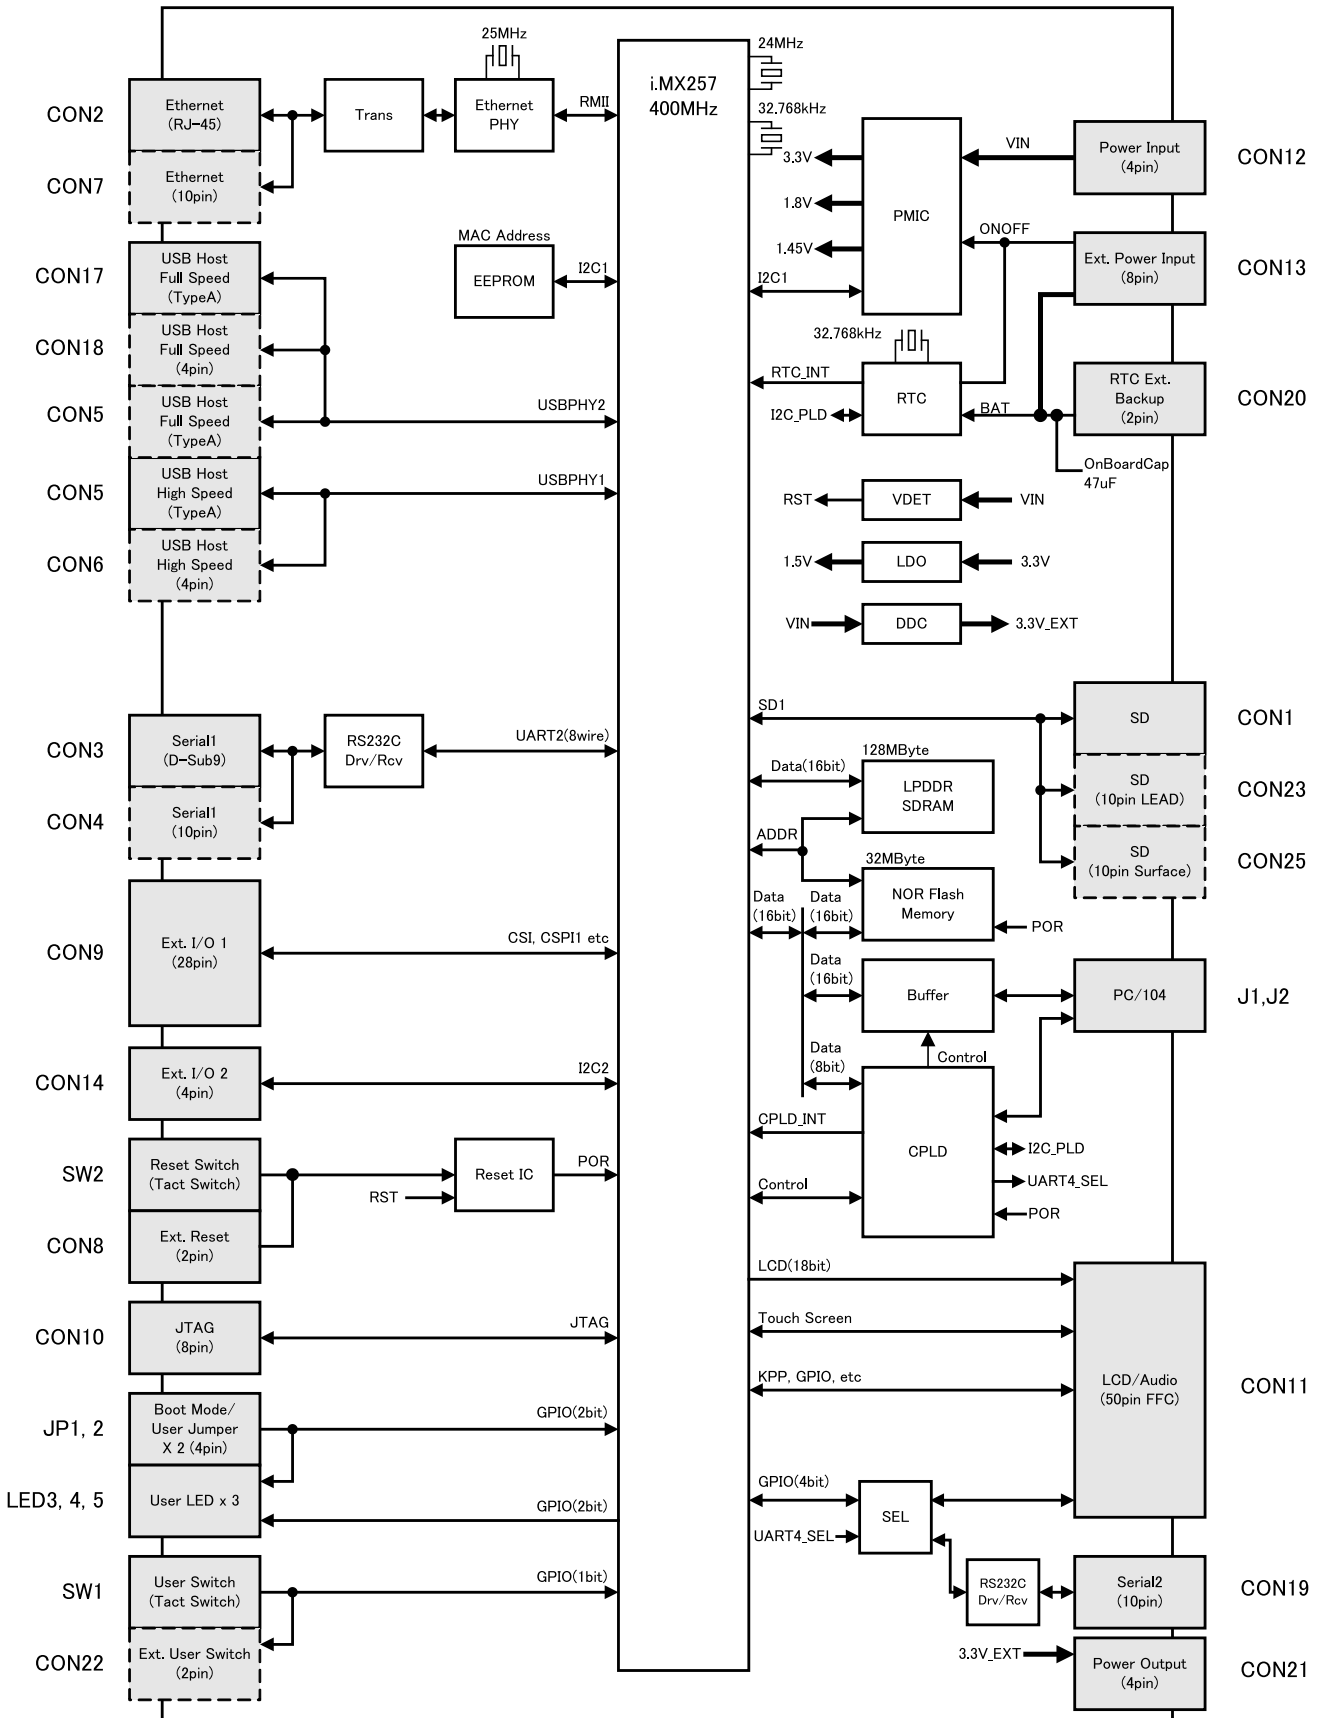 25MHz
24MHz
i.MX257
400MHz
32.768kHz
CON2
Ethernet
(RJ-45)
Trans
Ethernet
PHY
RMII
CON7
Ethernet
(10pin)
3.3V
1.8V
1.45V
PMIC
VIN
Power Input
(4pin)
CON12
ONOFF
Ext. Power Input
(8pin)
CON13
MAC Address
EEPROM
I2C1
I2C1
CON17
USB Host
Full Speed
(TypeA)
CON18
USB Host
Full Speed
(4pin)
CON5
USB Host
Full Speed
(TypeA)
USBPHY2
CON5
USB Host
High Speed
(TypeA)
USBPHY1
CON6
USB Host
High Speed
(4pin)
32.768kHz
RTC_INT
I2C_PLD
RTC
BAT
RTC Ext.
Backup
(2pin)
CON20
OnBoardCap
47uF
RST
VDET
VIN
1.5V
LDO
3.3V
VIN
DDC
3.3V_EXT
CON3
Serial1
(D-Sub9)
RS232C
Drv/Rcv
UART2(8wire)
CON4
Serial1
(10pin)
SD1
SD
CON1
SD
(10pin LEAD)
CON23
SD
(10pin Surface)
CON25
128MByte
Data(16bit)
LPDDR
SDRAM
ADDR
32MByte
Data
(16bit)
Data
(16bit)
NOR Flash
Memory
POR
CON9
Ext. I/O 1
(28pin)
CSI, CSPI1 etc
Data
(16bit)
Buffer
PC/104
J1,J2
Control
CON14
Ext. I/O 2
(4pin)
I2C2
Data
(8bit)
CPLD_INT
CPLD
I2C_PLD
UART4_SEL
POR
Control
SW2
Reset Switch
(Tact Switch)
RST
Reset IC
POR
CON8
Ext. Reset
(2pin)
CON10
JTAG
(8pin)
JTAG
LCD(18bit)
Touch Screen
KPP, GPIO, etc
LCD/Audio
(50pin FFC)
CON11
JP1, 2
Boot Mode/
User Jumper
X 2 (4pin)
GPIO(2bit)
LED3, 4, 5
User LED x 3
GPIO(2bit)
GPIO(4bit)
UART4_SEL
SEL
SW1
User Switch
(Tact Switch)
GPIO(1bit)
CON22
Ext. User Switch
(2pin)
RS232C
Drv/Rcv
Serial2
(10pin)
CON19
3.3V_EXT
Power Output
(4pin)
CON21